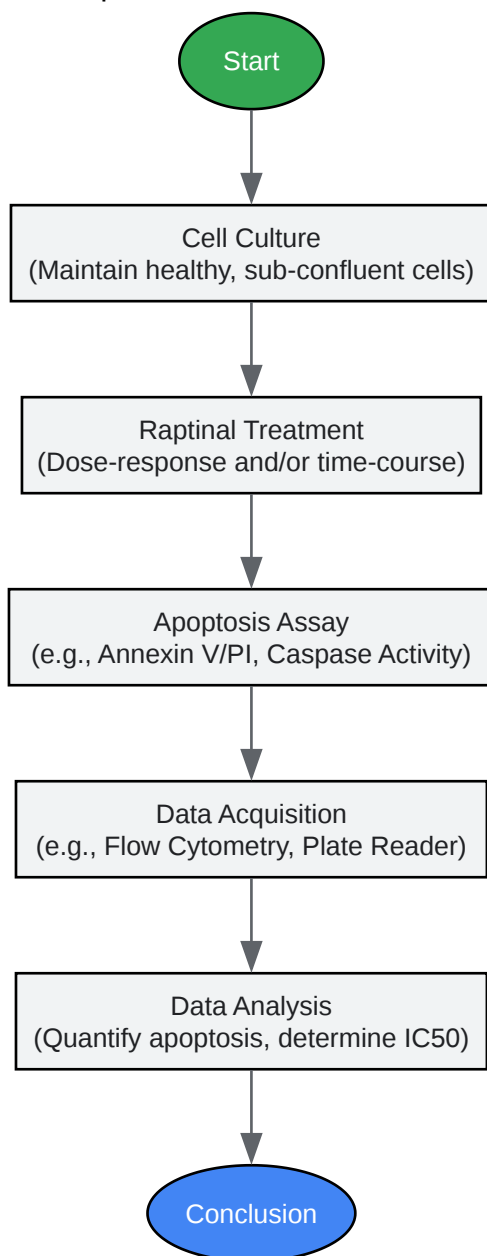 Start
Cell Culture
(Maintain healthy, sub-confluent cells)
Raptinal Treatment
(Dose-response and/or time-course)
Apoptosis Assay
(e.g., Annexin V/PI, Caspase Activity)
Data Acquisition
(e.g., Flow Cytometry, Plate Reader)
Data Analysis
(Quantify apoptosis, determine IC50)
Conclusion